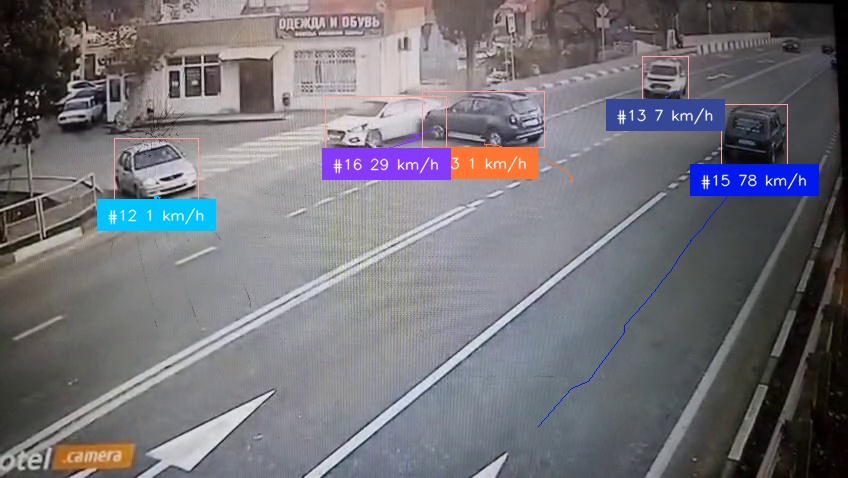 ОДЕЖДА И ОБУВЬ
#13 7 km/h
#16 29 km/h
3 1 km/h
#15 78 km/h
#12 1 km/h
otel .camera